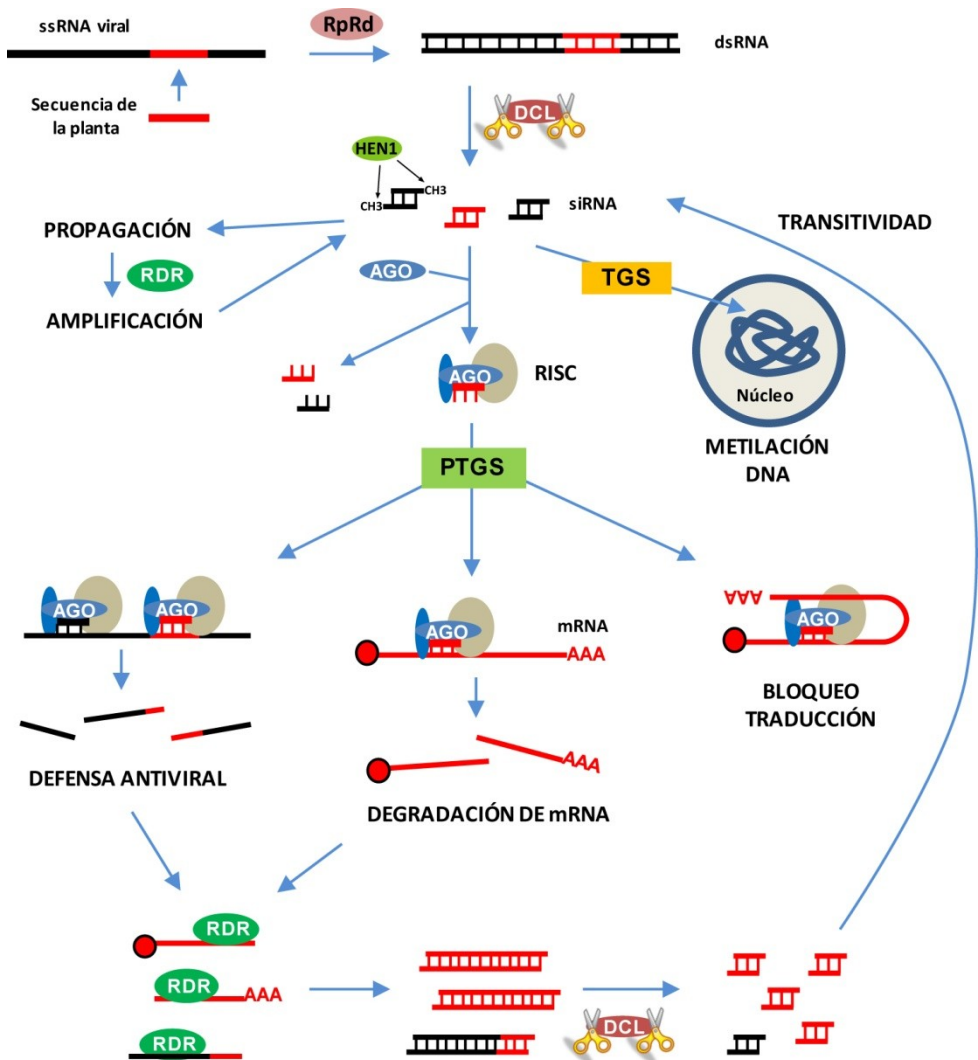 ssRNA viral
RpRd
dsRNA
Secuencia de
la planta
DCL
HEN1
CH3
CH3
siRNA
TRANSITIVIDAD
PROPAGACIÓN
RDR
AGO
TGS
AMPLIFICACIÓN
AGO
RISC
Núcleo
METILACIÓN
DNA
PTGS
AGO
AGO
AGO
mRNA
AAA
AAA
AGO
BLOQUEO
TRADUCCIÓN
AAA
DEFENSA ANTIVIRAL
DEGRADACIÓN DE mRNA
RDR
RDR
AAA
RDR
DCL